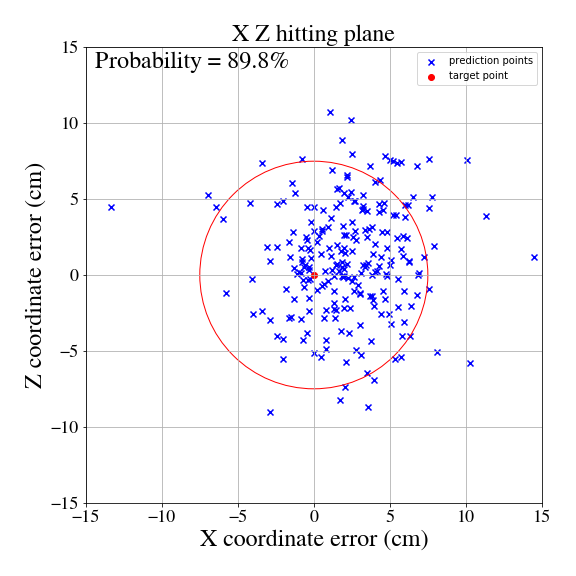 X Z hitting plane
Probability = 89.8%
prediction points
target point
15
10
5
0
−5
−10
−15
Z coordinate error (cm)
−15 −10 −5 0 5 10 15
X coordinate error (cm)